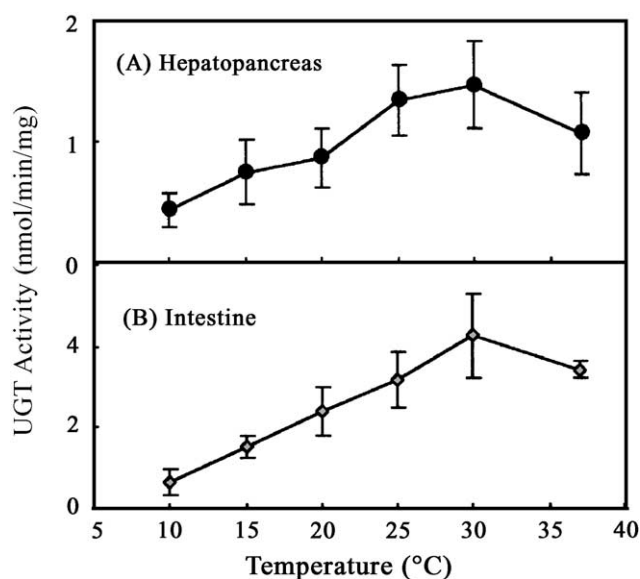 2
(A) Hepatopancreas
1
0
(B) Intestine
4
2
0
5 10 15 20 25 30 35 40
Temperature (°C)
UGT Activity (nmol/min/mg)